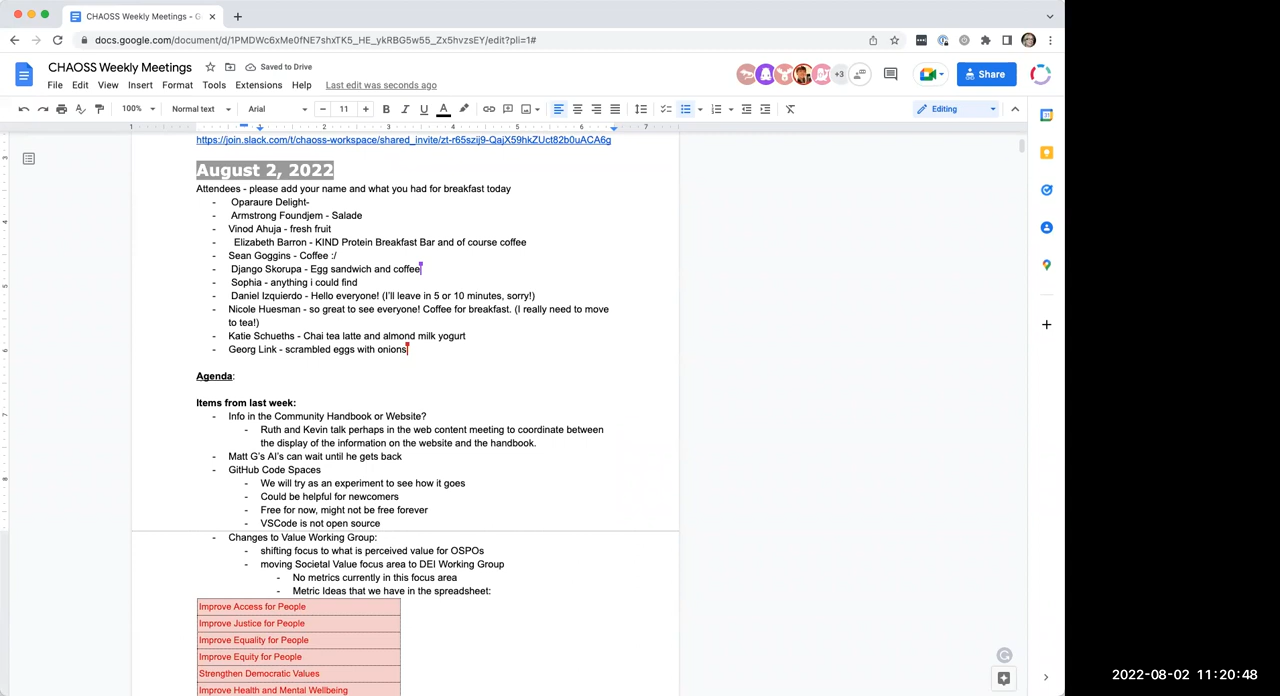 CHAOSS Weekly Meetings - G
docs.google.com/document/d/1PMDWc6xMe0fNE7shxTK5_HE_ykRBG5w55_Zx5hvzsEY/edit?pli=1#
CHAOSS Weekly Meetings
Saved to Drive
File Edit View Insert Format Tools Extensions Help Last edit was seconds ago
+3
Share
100% Normal text Arial 11 B I U A Editing
1 1 2 3 4 5 6 7
https://join.slack.com/t/chaoss-workspace/shared_invite/zt-r65szij9-QajX59hkZUct82b0uACA6g
August 2, 2022
Attendees - please add your name and what you had for breakfast today
- Oparaure Delight-
- Armstrong Foundjem - Salade
- Vinod Ahuja - fresh fruit
- Elizabeth Barron - KIND Protein Breakfast Bar and of course coffee
- Sean Goggins - Coffee :/
- Django Skorupa - Egg sandwich and coffee
- Sophia - anything i could find
- Daniel Izquierdo - Hello everyone! (I'll leave in 5 or 10 minutes, sorry!)
- Nicole Huesman - so great to see everyone! Coffee for breakfast. (I really need to move
to tea!)
- Katie Schueths - Chai tea latte and almond milk yogurt
- Georg Link - scrambled eggs with onions
Agenda:
Items from last week:
- Info in the Community Handbook or Website?
- Ruth and Kevin talk perhaps in the web content meeting to coordinate between
the display of the information on the website and the handbook.
- Matt G's AI's can wait until he gets back
- GitHub Code Spaces
- We will try as an experiment to see how it goes
- Could be helpful for newcomers
- Free for now, might not be free forever
- VSCode is not open source
- Changes to Value Working Group:
- shifting focus to what is perceived value for OSPOs
- moving Societal Value focus area to DEI Working Group
- No metrics currently in this focus area
- Metric Ideas that we have in the spreadsheet:
Improve Access for People
Improve Justice for People
Improve Equality for People
Improve Equity for People
Strengthen Democratic Values
Improve Health and Mental Wellbeing
2022-08-02 11:20:48